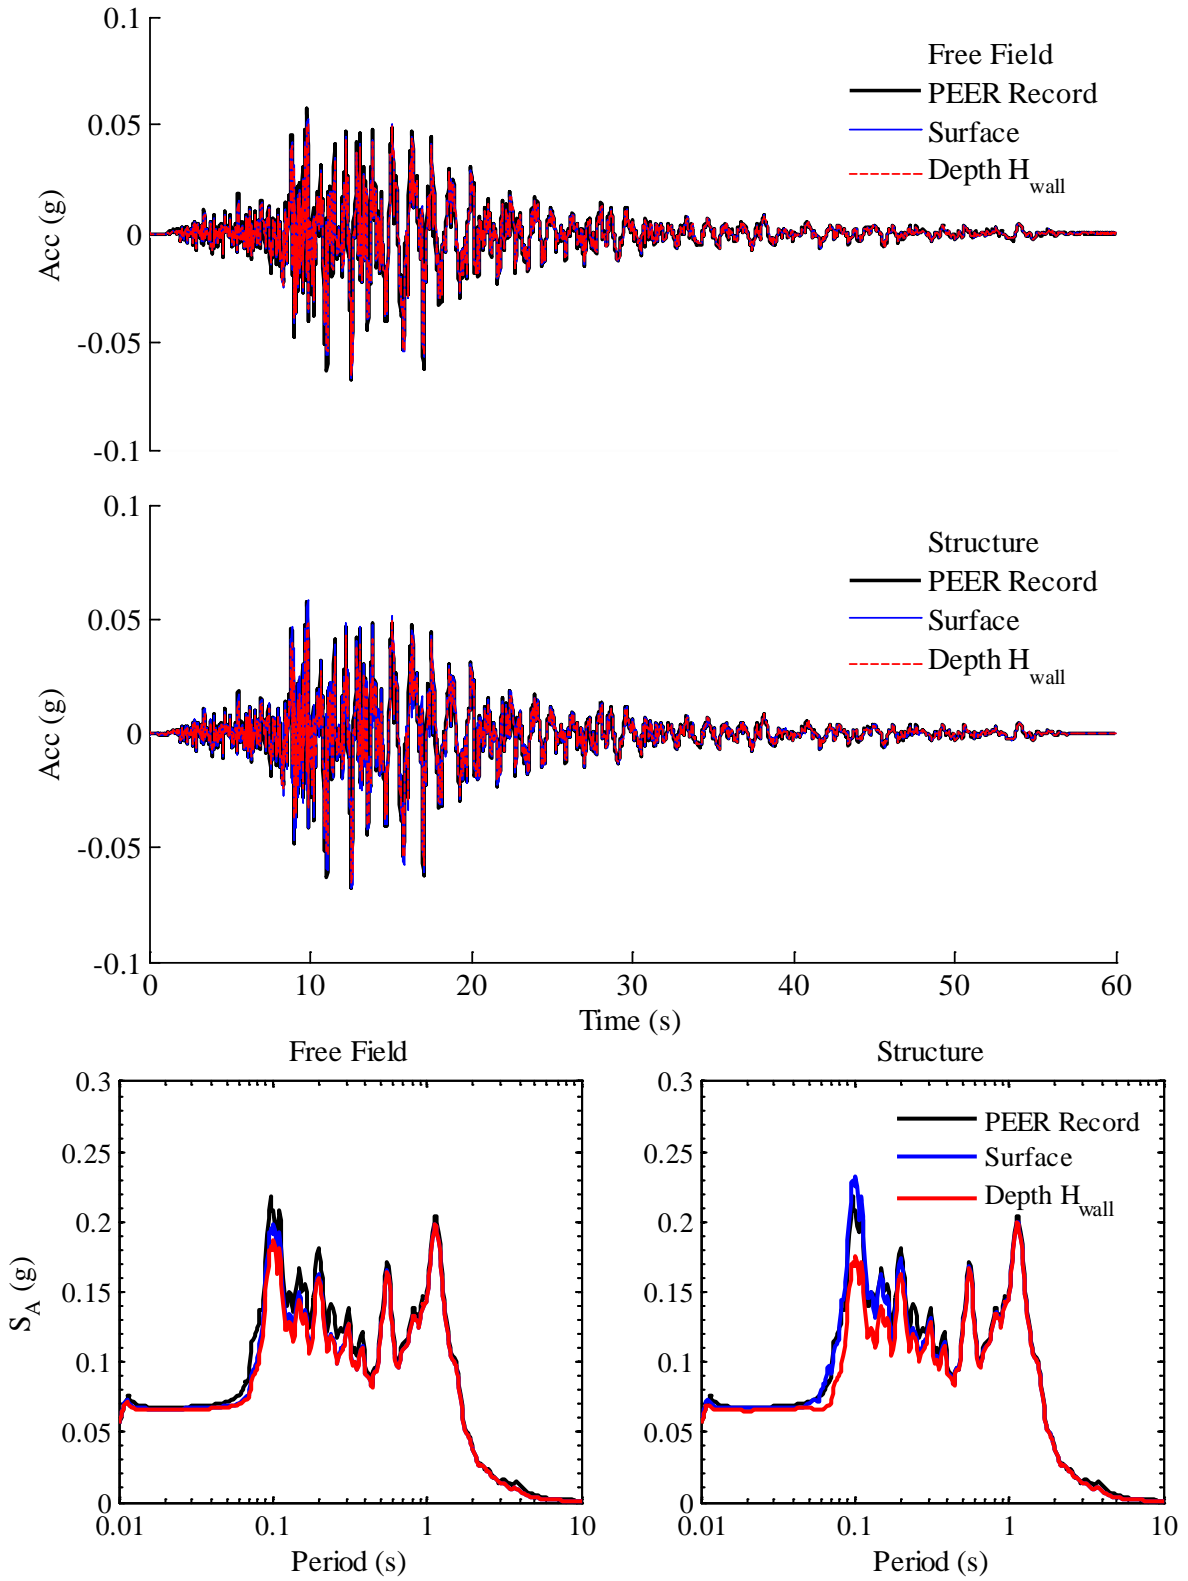 0.1
Free Field
PEER Record
0.05
Surface
Depth H_wall
0
Acc (g)
-0.05
-0.1
0.1
Structure
PEER Record
0.05
Surface
Depth H_wall
0
Acc (g)
-0.05
-0.1
0 10 20 30 40 50 60
Time (s)
Free Field Structure
0.3 0.3
PEER Record
0.25 0.25
Surface
Depth H_wall
0.2 0.2
S_A (g)
0.15 0.15
0.1 0.1
0.05 0.05
0 0
0.01 0.1 1 10 0.01 0.1 1 10
Period (s) Period (s)